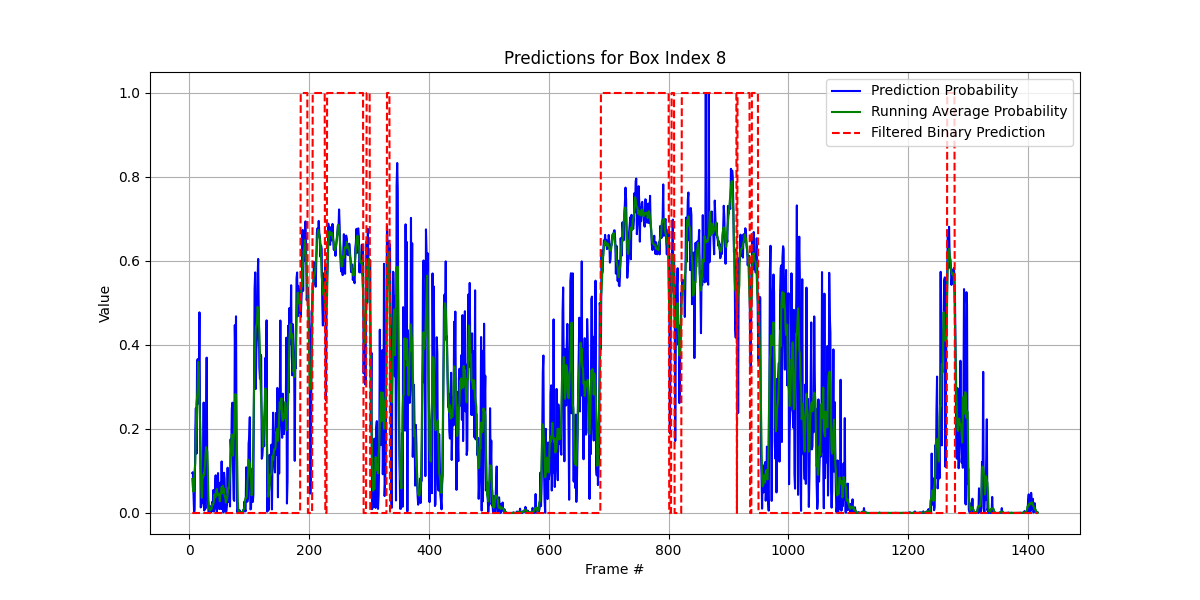 Predictions for Box Index 8
Prediction Probability
Running Average Probability
Filtered Binary Prediction
Value
1.0
0.8
0.6
0.4
0.2
0.0
0 200 400 600 800 1000 1200 1400
Frame #